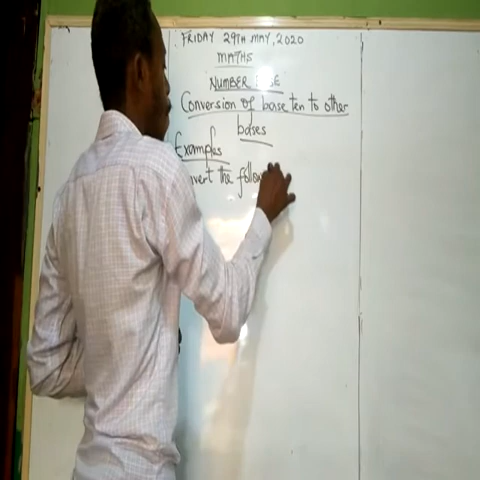 FRIDAY 29TH MAY, 2020
MATHS
NUMBER
Conversion of base ten to other
bases
Examples
the